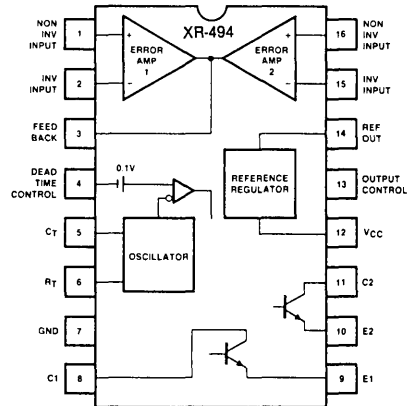 XR-494
NON
INV
INPUT
1
+
ERROR
AMP
1
ERROR
AMP
2
+
16
NON
INV
INPUT
INV
INPUT
2
−
−
15
INV
INPUT
FEED
BACK
3
14
REF
OUT
DEAD
TIME
CONTROL
4
0.1V
REFERENCE
REGULATOR
13
OUTPUT
CONTROL
CT
5
OSCILLATOR
12
VCC
RT
6
11
C2
GND
7
10
E2
C1
8
9
E1